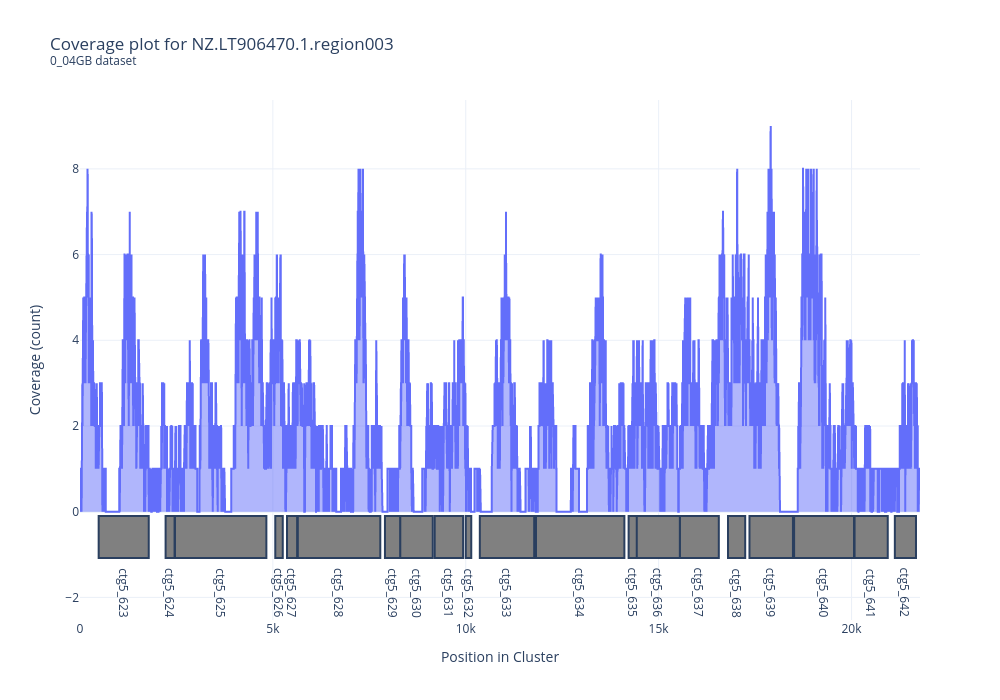 Coverage plot for NZ.LT906470.1.region003
0_04GB dataset
Coverage (count)
8
6
4
2
0
−2
ctg5_623
ctg5_624
ctg5_625
ctg5_626
ctg5_627
ctg5_628
ctg5_629
ctg5_630
ctg5_631
ctg5_632
ctg5_633
ctg5_634
ctg5_635
ctg5_636
ctg5_637
ctg5_638
ctg5_639
ctg5_640
ctg5_641
ctg5_642
0
5k
10k
15k
20k
Position in Cluster